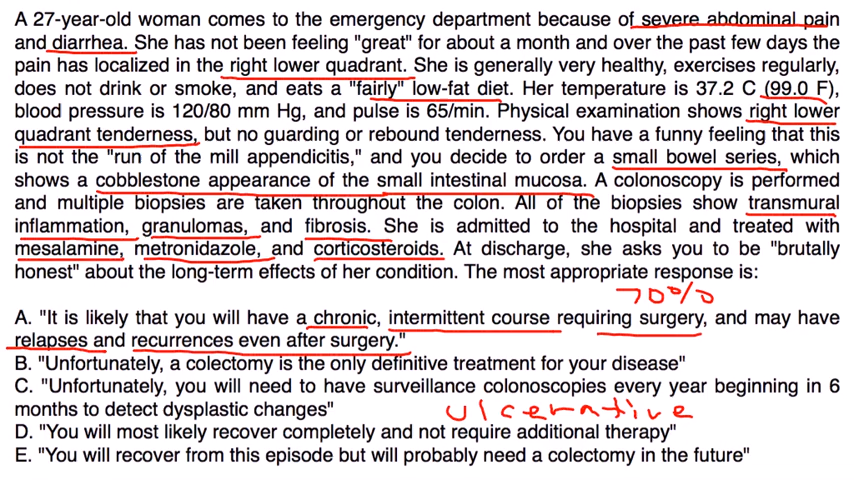 A 27-year-old woman comes to the emergency department because of severe abdominal pain
and diarrhea. She has not been feeling "great" for about a month and over the past few days the
pain has localized in the right lower quadrant. She is generally very healthy, exercises regularly,
does not drink or smoke, and eats a "fairly" low-fat diet. Her temperature is 37.2 C (99.0 F),
blood pressure is 120/80 mm Hg, and pulse is 65/min. Physical examination shows right lower
quadrant tenderness, but no guarding or rebound tenderness. You have a funny feeling that this
is not the "run of the mill appendicitis," and you decide to order a small bowel series, which
shows a cobblestone appearance of the small intestinal mucosa. A colonoscopy is performed
and multiple biopsies are taken throughout the colon. All of the biopsies show transmural
inflammation, granulomas, and fibrosis. She is admitted to the hospital and treated with
mesalamine, metronidazole, and corticosteroids. At discharge, she asks you to be "brutally
honest" about the long-term effects of her condition. The most appropriate response is:
70%
A. "It is likely that you will have a chronic, intermittent course requiring surgery, and may have
relapses and recurrences even after surgery."
B. "Unfortunately, a colectomy is the only definitive treatment for your disease"
C. "Unfortunately, you will need to have surveillance colonoscopies every year beginning in 6
months to detect dysplastic changes"
ulcerative
D. "You will most likely recover completely and not require additional therapy"
E. "You will recover from this episode but will probably need a colectomy in the future"